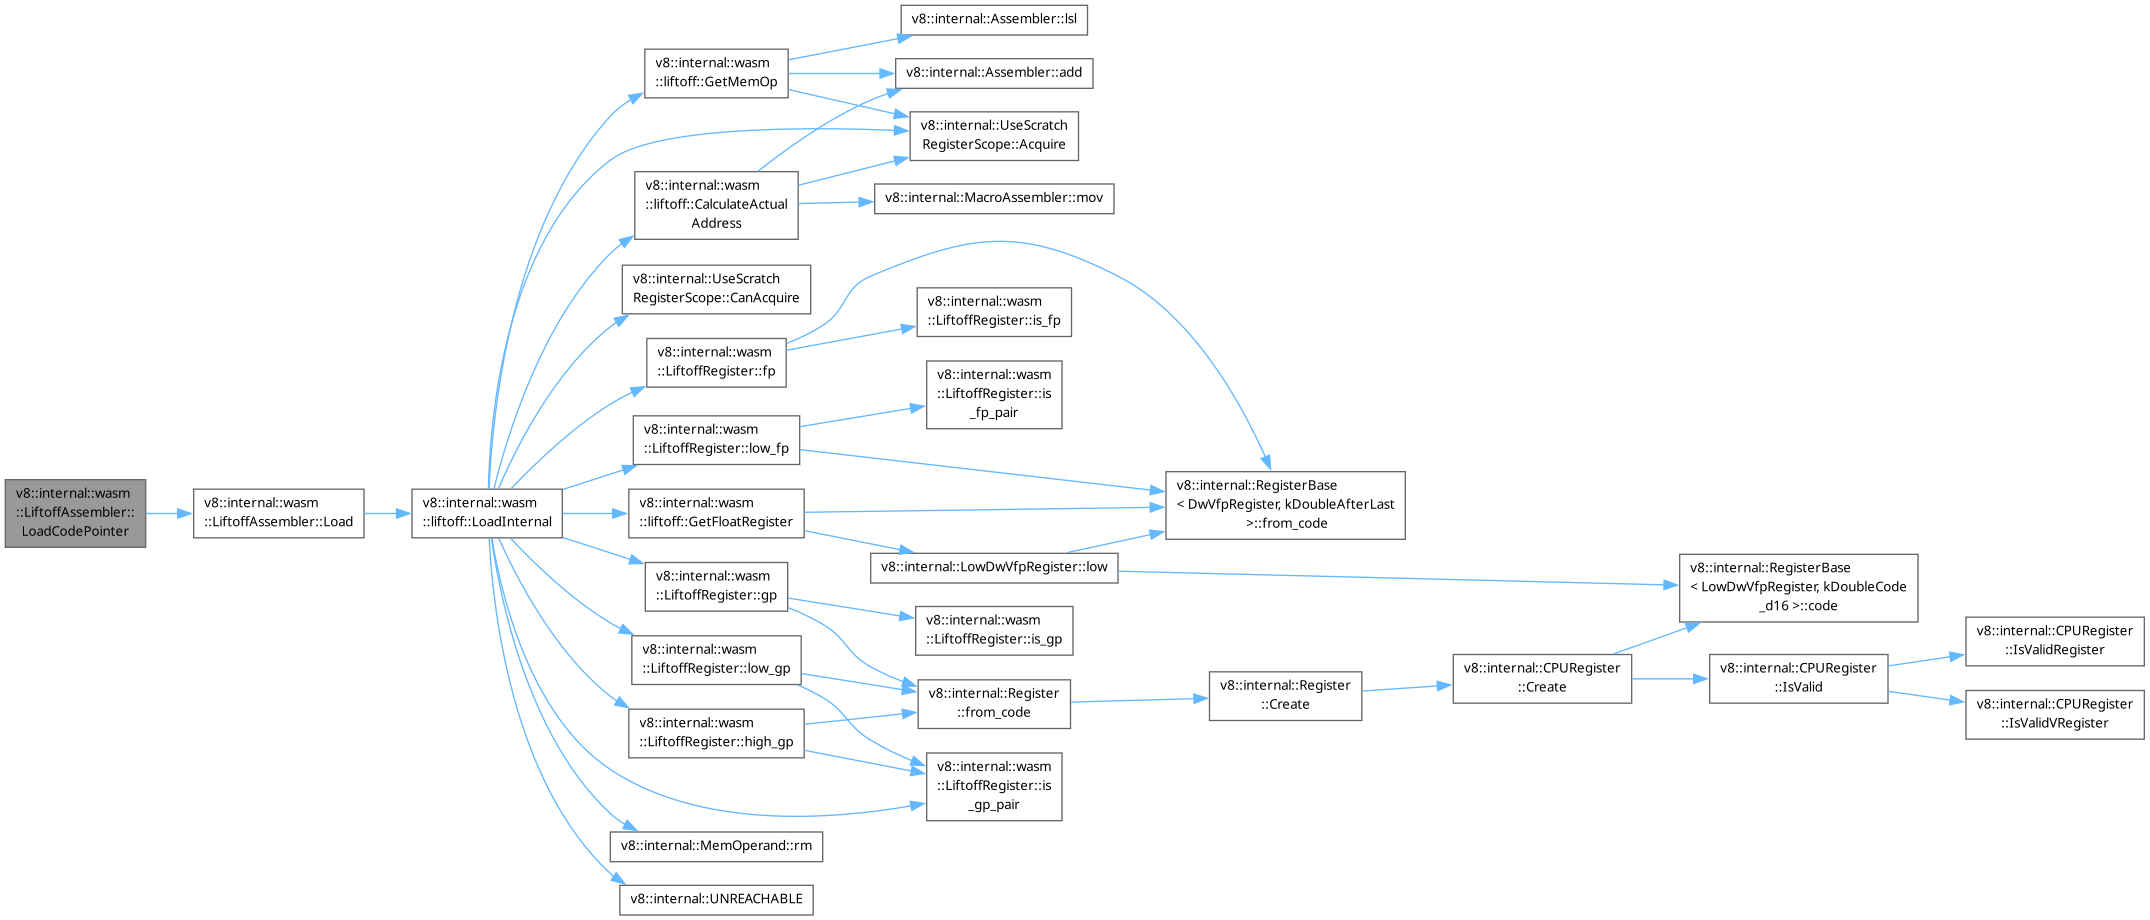 v8::internal::wasm
::LiftoffAssembler::
LoadCodePointer
v8::internal::wasm
::LiftoffAssembler::Load
v8::internal::wasm
::liftoff::LoadInternal
v8::internal::wasm
::liftoff::GetMemOp
v8::internal::wasm
::liftoff::CalculateActual
Address
v8::internal::UseScratch
RegisterScope::CanAcquire
v8::internal::wasm
::LiftoffRegister::fp
v8::internal::wasm
::LiftoffRegister::low_fp
v8::internal::wasm
::liftoff::GetFloatRegister
v8::internal::wasm
::LiftoffRegister::gp
v8::internal::wasm
::LiftoffRegister::low_gp
v8::internal::wasm
::LiftoffRegister::high_gp
v8::internal::MemOperand::rm
v8::internal::UNREACHABLE
v8::internal::Assembler::lsl
v8::internal::Assembler::add
v8::internal::UseScratch
RegisterScope::Acquire
v8::internal::MacroAssembler::mov
v8::internal::wasm
::LiftoffRegister::is_fp
v8::internal::wasm
::LiftoffRegister::is
_fp_pair
v8::internal::LowDwVfpRegister::low
v8::internal::wasm
::LiftoffRegister::is_gp
v8::internal::Register
::from_code
v8::internal::wasm
::LiftoffRegister::is
_gp_pair
v8::internal::RegisterBase
< DwVfpRegister, kDoubleAfterLast
>::from_code
v8::internal::Register
::Create
v8::internal::CPURegister
::Create
v8::internal::RegisterBase
< LowDwVfpRegister, kDoubleCode
_d16 >::code
v8::internal::CPURegister
::IsValid
v8::internal::CPURegister
::IsValidRegister
v8::internal::CPURegister
::IsValidVRegister